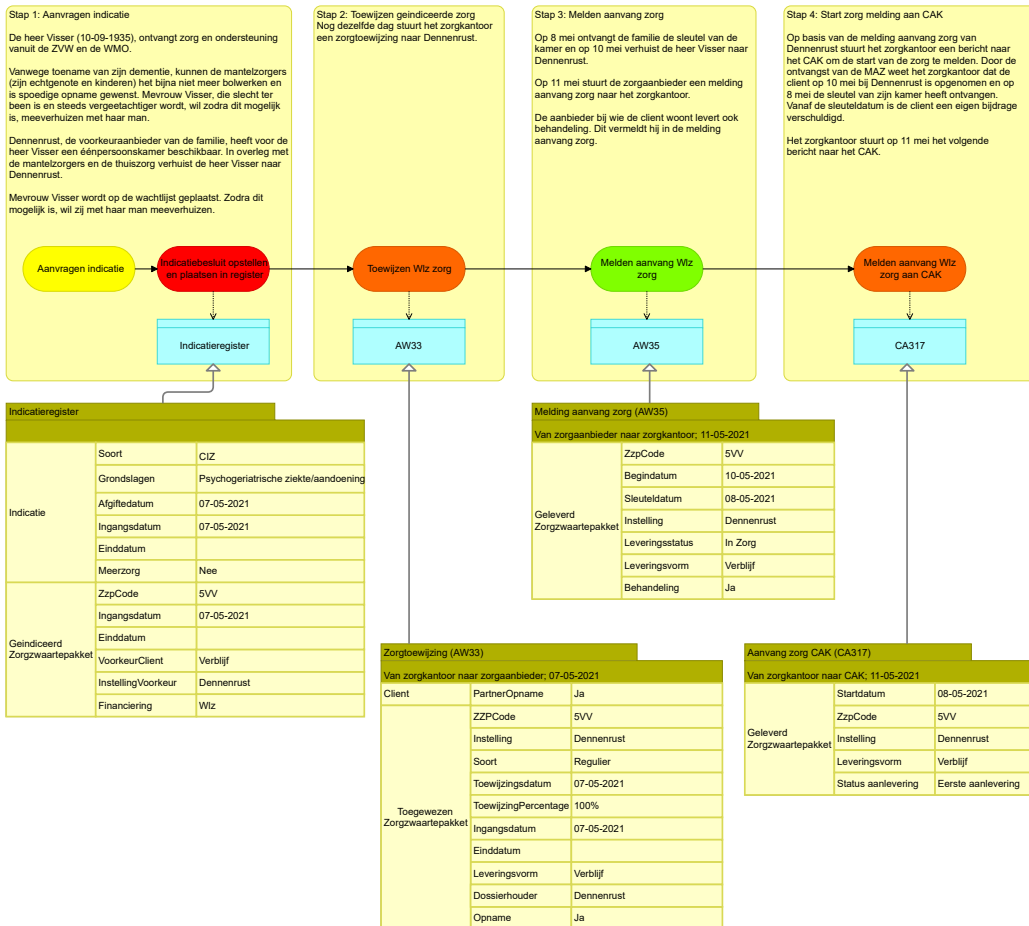 Stap 1: Aanvragen indicatie
De heer Visser (10-09-1935), ontvangt zorg en ondersteuning
vanuit de ZVW en de WMO.
Vanwege toename van zijn dementie, kunnen de mantelzorgers
(zijn echtgenote en kinderen) het bijna niet meer bolwerken en
is spoedige opname gewenst. Mevrouw Visser, die slecht ter
been is en steeds vergeetachtiger wordt, wil zodra dit mogelijk
is, meeverhuizen met haar man.
Dennenrust, de voorkeuraanbieder van de familie, heeft voor de
heer Visser een éénpersoonskamer beschikbaar. In overleg met
de mantelzorgers en de thuiszorg verhuist de heer Visser naar
Dennenrust.
Mevrouw Visser wordt op de wachtlijst geplaatst. Zodra dit
mogelijk is, wil zij met haar man meeverhuizen.
Stap 2: Toewijzen geindiceerde zorg
Nog dezelfde dag stuurt het zorgkantoor
een zorgtoewijzing naar Dennenrust.
Stap 3: Melden aanvang zorg
Op 8 mei ontvangt de familie de sleutel van de
kamer en op 10 mei verhuist de heer Visser naar
Dennenrust.
Op 11 mei stuurt de zorgaanbieder een melding
aanvang zorg naar het zorgkantoor.
De aanbieder bij wie de client woont levert ook
behandeling. Dit vermeldt hij in de melding
aanvang zorg.
Stap 4: Start zorg melding aan CAK
Op basis van de melding aanvang zorg van
Dennenrust stuurt het zorgkantoor een bericht naar
het CAK om de start van de zorg te melden. Door de
ontvangst van de MAZ weet het zorgkantoor dat de
client op 10 mei bij Dennenrust is opgenomen en op
8 mei de sleutel van zijn kamer heeft ontvangen.
Vanaf de sleuteldatum is de client een eigen bijdrage
verschuldigd.
Het zorgkantoor stuurt op 11 mei het volgende
bericht naar het CAK.
Aanvragen indicatie
Indicatiebesluit opstellen
en plaatsen in register
Toewijzen Wlz zorg
Melden aanvang Wlz
zorg
Melden aanvang Wlz
zorg aan CAK
Indicatieregister
AW33
AW35
CA317
Indicatieregister
Indicatie
Soort CIZ
Grondslagen Psychogeriatrische ziekte/aandoening
Afgiftedatum 07-05-2021
Ingangsdatum 07-05-2021
Einddatum
Meerzorg Nee
Geindiceerd
Zorgzwaartepakket
ZzpCode 5VV
Ingangsdatum 07-05-2021
Einddatum
VoorkeurClient Verblijf
InstellingVoorkeur Dennenrust
Financiering Wlz
Melding aanvang zorg (AW35)
Van zorgaanbieder naar zorgkantoor; 11-05-2021
Geleverd
Zorgzwaartepakket
ZzpCode 5VV
Begindatum 10-05-2021
Sleuteldatum 08-05-2021
Instelling Dennenrust
Leveringsstatus In Zorg
Leveringsvorm Verblijf
Behandeling Ja
Zorgtoewijzing (AW33)
Van zorgkantoor naar zorgaanbieder; 07-05-2021
Client PartnerOpname Ja
Toegewezen
Zorgzwaartepakket
ZZPCode 5VV
Instelling Dennenrust
Soort Regulier
Toewijzingsdatum 07-05-2021
ToewijzingPercentage 100%
Ingangsdatum 07-05-2021
Einddatum
Leveringsvorm Verblijf
Dossierhouder Dennenrust
Opname Ja
Aanvang zorg CAK (CA317)
Van zorgkantoor naar CAK; 11-05-2021
Geleverd
Zorgzwaartepakket
Startdatum 08-05-2021
ZzpCode 5VV
Instelling Dennenrust
Leveringsvorm Verblijf
Status aanlevering Eerste aanlevering